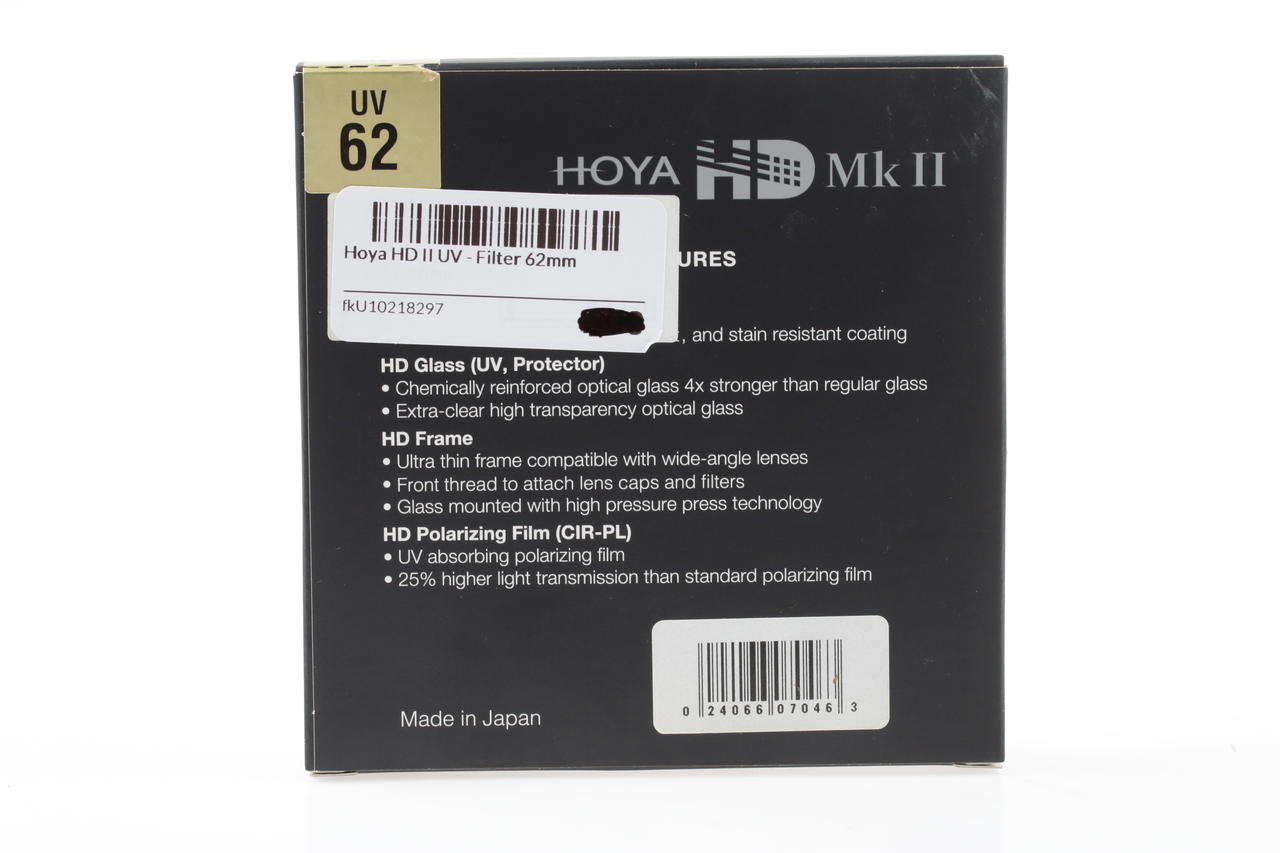 UV
62
HOYA HD Mk II
Hoya HD II UV - Filter 62mm
fkU10218297
, and stain resistant coating
HD Glass (UV, Protector)
• Chemically reinforced optical glass 4x stronger than regular glass
• Extra-clear high transparency optical glass
HD Frame
• Ultra thin frame compatible with wide-angle lenses
• Front thread to attach lens caps and filters
• Glass mounted with high pressure press technology
HD Polarizing Film (CIR-PL)
• UV absorbing polarizing film
• 25% higher light transmission than standard polarizing film
0 24066 07046 3
Made in Japan